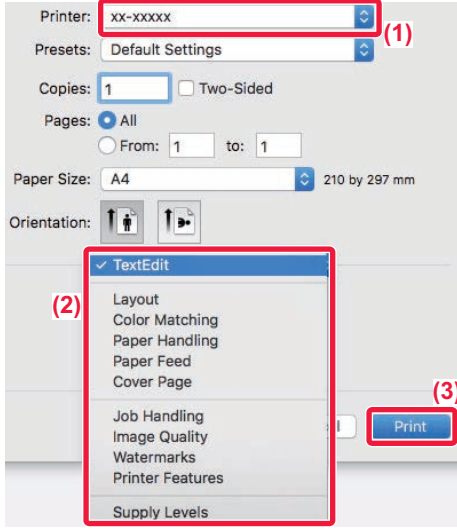 Printer: xx-xxxxx
(1)
Presets: Default Settings
Copies: 1 Two-Sided
Pages: All
From: 1 to: 1
Paper Size: A4 210 by 297 mm
Orientation:
✓ TextEdit
(2)
Layout
Color Matching
Paper Handling
Paper Feed
Cover Page
(3)
Job Handling
Image Quality
Watermarks
Printer Features
Supply Levels
Print